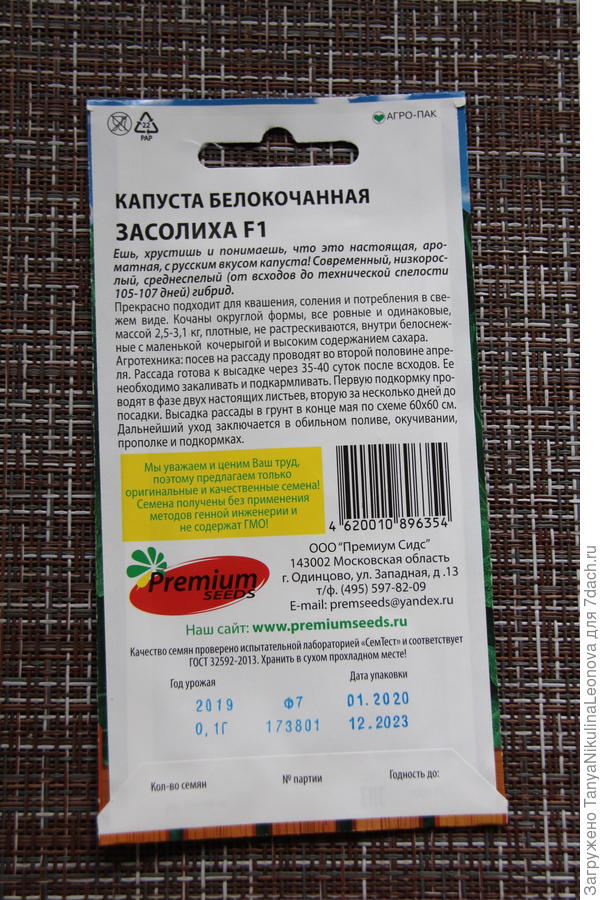 22
PAP
АГРО-ПАК
КАПУСТА БЕЛОКОЧАННАЯ
ЗАСОЛИХА F1
Ешь, хрустишь и понимаешь, что это настоящая, аро-
матная, с русским вкусом капуста! Современный, низкорос-
лый, среднеспелый (от всходов до технической спелости
105-107 дней) гибрид.
Прекрасно подходит для квашения, соления и потребления в све-
жем виде. Кочаны округлой формы, все ровные и одинаковые,
массой 2,5-3,1 кг, плотные, не растрескиваются, внутри белоснеж-
ные с маленькой кочерыгой и высоким содержанием сахара.
Агротехника: посев на рассаду проводят во второй половине апре-
ля. Рассада готова к высадке через 35-40 суток после всходов. Ее
необходимо закаливать и подкармливать. Первую подкормку про-
водят в фазе двух настоящих листьев, вторую за несколько дней до
посадки. Высадка рассады в грунт в конце мая по схеме 60х60 см.
Дальнейший уход заключается в обильном поливе, окучивании,
прополке и подкормках.
Мы уважаем и ценим Ваш труд,
поэтому предлагаем только
оригинальные и качественные семена!
Семена получены без применения
методов генной инженерии и
не содержат ГМО!
4 620010 896354
Premium
SEEDS
ООО "Премиум Сидс"
143002 Московская область
г. Одинцово, ул. Западная, д .13
т/ф. (495) 597-82-09
E-mail: premseeds@yandex.ru
Наш сайт: www.premiumseeds.ru
Качество семян проверено испытательной лабораторией «СемТест» и соответствует
ГОСТ 32592-2013. Хранить в сухом прохладном месте!
Год урожая
Дата упаковки
2019 Ф7 01.2020
0,1Г 173801 12.2023
Кол-во семян № партии Годность до:
Загружено TanyaNikulinaLeonova для 7dach.ru